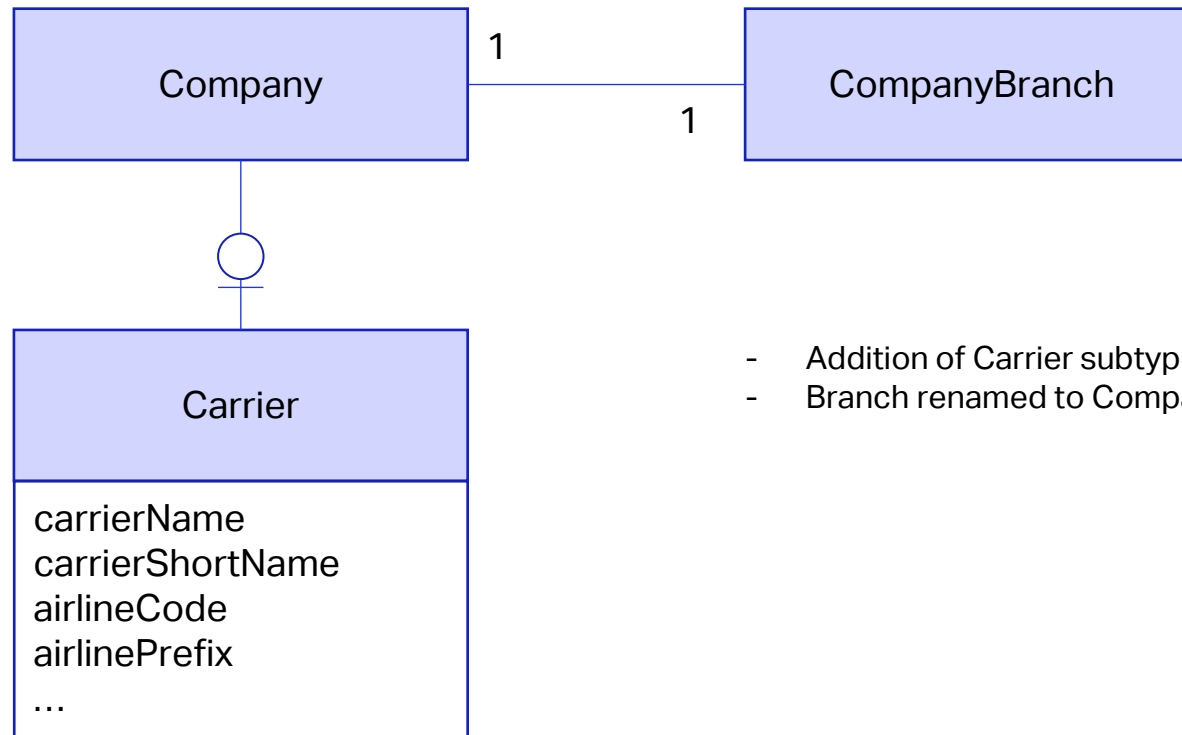 Company
1
1
CompanyBranch
Carrier
- Addition of Carrier subtyp
- Branch renamed to Comp
carrierName
carrierShortName
airlineCode
airlinePrefix
...